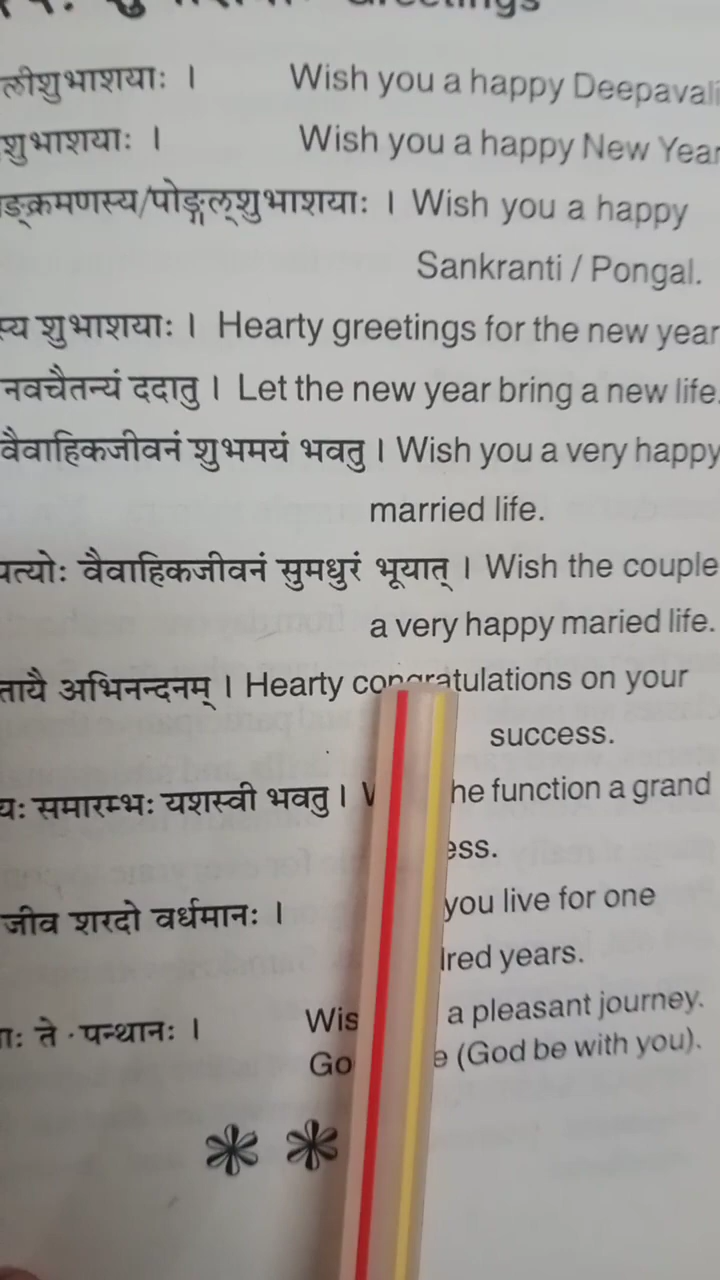 Greetings
लीशुभाशयाः । Wish you a happy Deepavali
शुभाशयाः । Wish you a happy New Year
ङ्क्रमणस्य/पोङ्गल्शुभाशयाः । Wish you a happy
Sankranti / Pongal.
स्य शुभाशयाः । Hearty greetings for the new year
नवचैतन्यं ददातु । Let the new year bring a new life.
वैवाहिकजीवनं शुभमयं भवतु । Wish you a very happy
married life.
पत्योः वैवाहिकजीवनं सुमधुरं भूयात् । Wish the couple
a very happy maried life.
तायै अभिनन्दनम् । Hearty congratulations on your
success.
यः समारम्भः यशस्वी भवतु । he function a grand
ess.
जीव शरदो वर्धमानः । you live for one
dred years.
ते पन्थानः । Wis a pleasant journey.
Go e (God be with you).